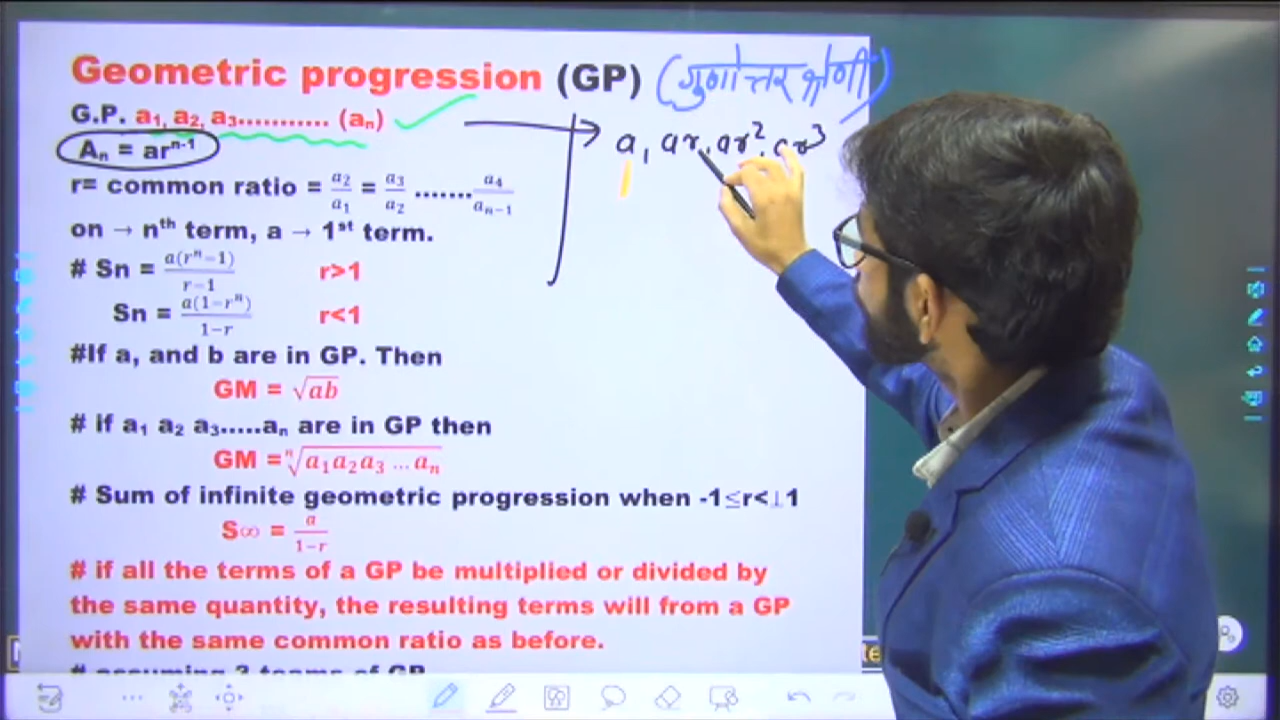 Geometric progression (GP) (गुणोत्तर श्रेणी)
G.P. a₁, a₂, a₃........... (aₙ)
a, ar, ar², ar³
Aₙ = arⁿ⁻¹
r= common ratio = a₂/a₁ = a₃/a₂ ....... a₄/aₙ₋₁
on → nᵗʰ term, a → 1ˢᵗ term.
# Sn = a(rⁿ−1)/r−1 r>1
Sn = a(1−rⁿ)/1−r r<1
#If a, and b are in GP. Then
GM = √ab
# if a₁ a₂ a₃.....aₙ are in GP then
GM = ⁿ√a₁a₂a₃ ... aₙ
# Sum of infinite geometric progression when -1≤r<⊥1
S∞ = a/1−r
# if all the terms of a GP be multiplied or divided by
the same quantity, the resulting terms will from a GP
with the same common ratio as before.